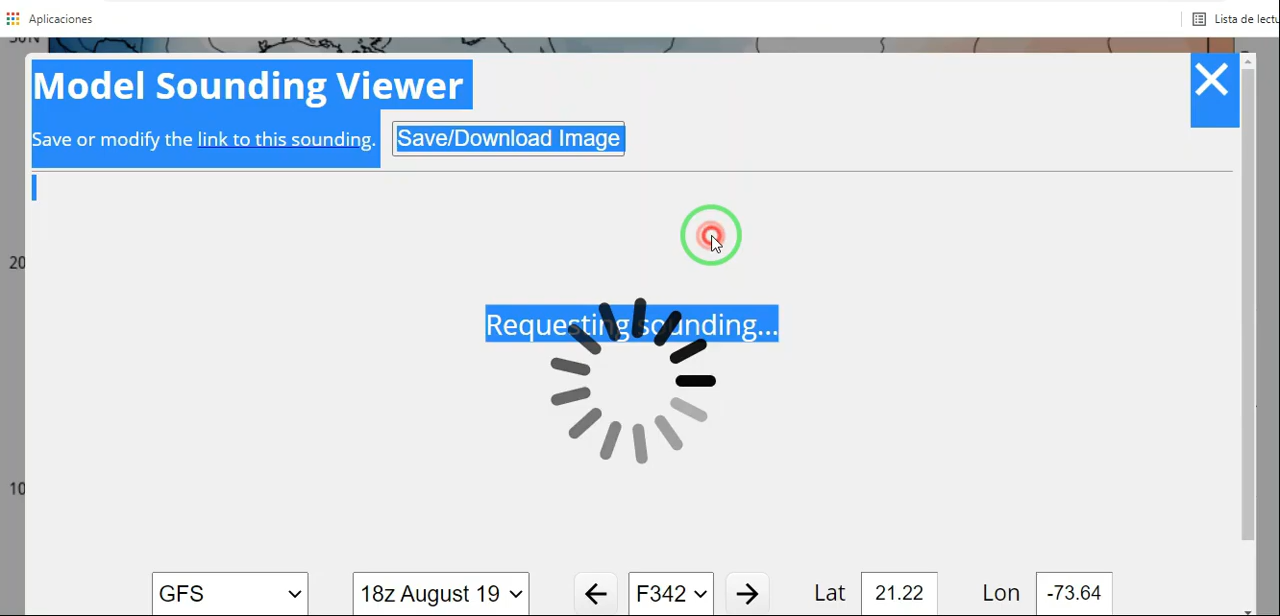 Aplicaciones
Lista de lectu
50N
Model Sounding Viewer
Save or modify the link to this sounding.
Save/Download Image
20
Requesting sounding...
10
GFS
18z August 19
F342
Lat
21.22
Lon
-73.64